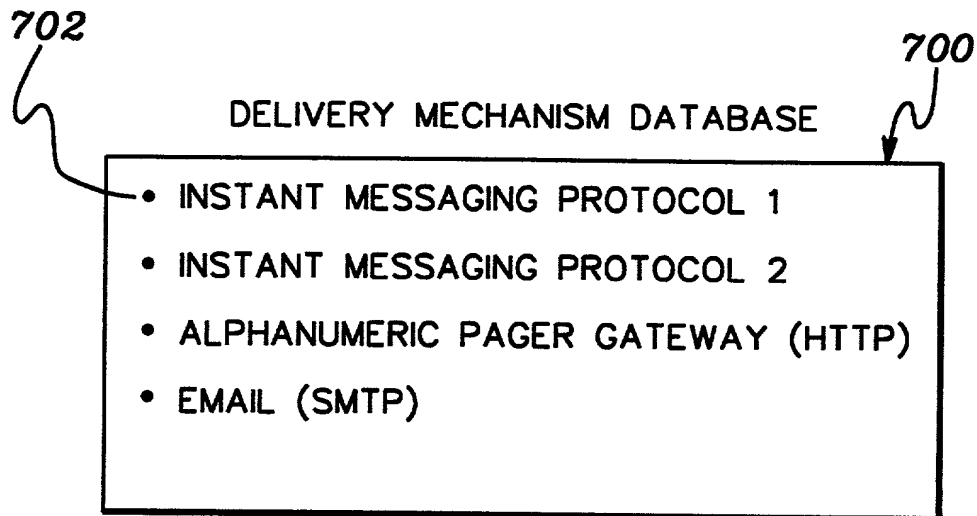 702
700
DELIVERY MECHANISM DATABASE
• INSTANT MESSAGING PROTOCOL 1
• INSTANT MESSAGING PROTOCOL 2
• ALPHANUMERIC PAGER GATEWAY (HTTP)
• EMAIL (SMTP)